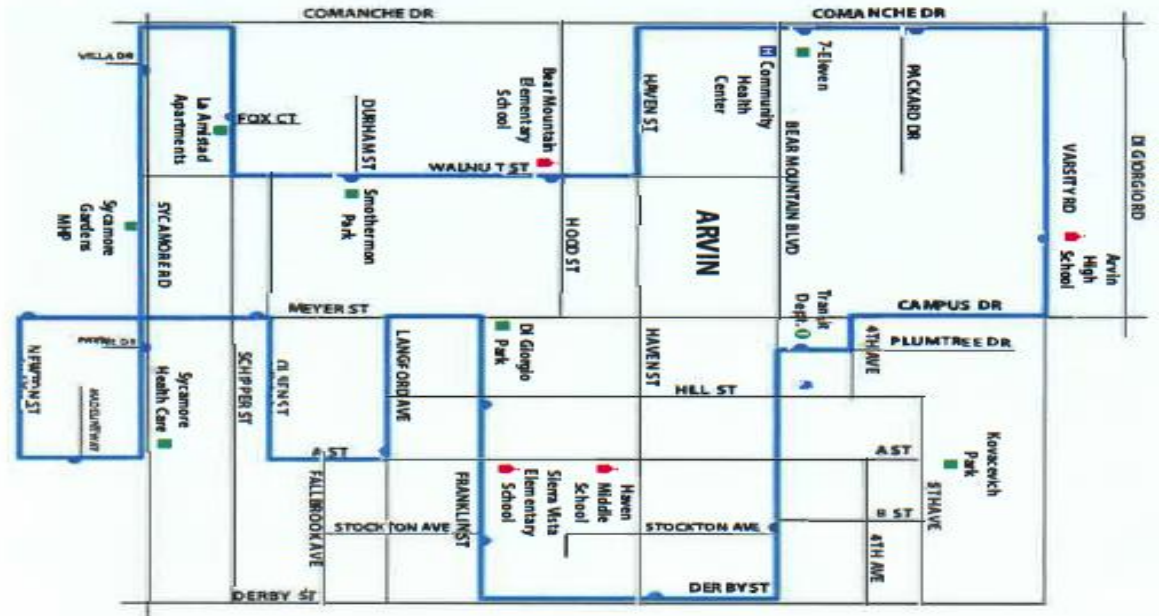 COMANCHE DR
COMANCHE DR
VILLA DR
7-Eleven
H Community
Health
Center
PACKARD DR
Bear Mountain
Elementary
School
HAVEN ST
La Amistad
Apartments
FOX CT
DURHAM ST
BEAR MOUNTAIN BLVD
VARSITY RD
DI GIORGIO RD
WALNUT ST
Smothermon
Park
Sycamore
Gardens
MHP
SYCAMORE RD
HOOD ST
ARVIN
Arvin
High
School
MEYER ST
Transit
Dept.
CAMPUS DR
DI Giorgio
Park
4TH AVE
PLUMTREE DR
NEWTON ST
Sycamore
Health Care
SCHIPPER ST
LANGFORD AVE
HAVEN ST
HILL ST
A ST
A ST
Kovacevich
Park
FALLBROOK AVE
FRANKLIN ST
Sierra Vista
Elementary
School
Haven
Middle
School
5TH AVE
B ST
STOCKTON AVE
STOCKTON AVE
4TH AVE
DERBY ST
DERBY ST